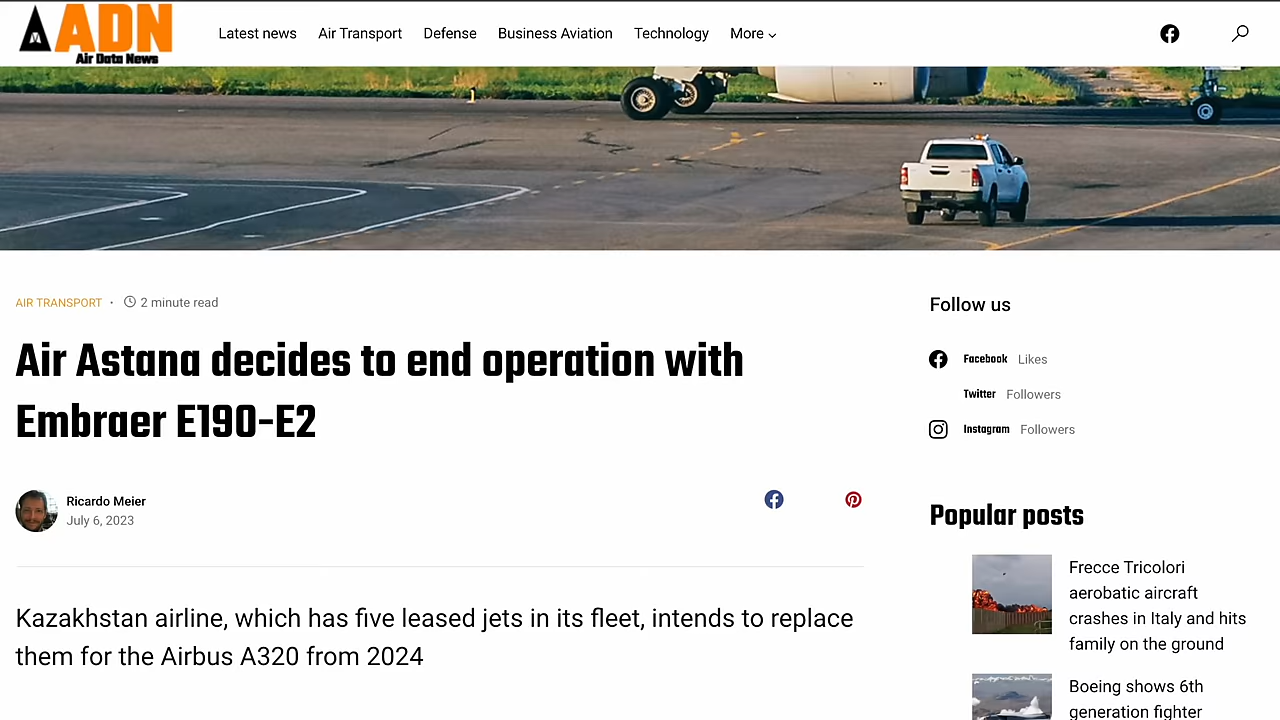 ADN
Air Data News
Latest news Air Transport Defense Business Aviation Technology More
AIR TRANSPORT · 2 minute read
Air Astana decides to end operation with
Embraer E190-E2
Ricardo Meier
July 6, 2023
Kazakhstan airline, which has five leased jets in its fleet, intends to replace
them for the Airbus A320 from 2024
Follow us
Facebook Likes
Twitter Followers
Instagram Followers
Popular posts
Frecce Tricolori
aerobatic aircraft
crashes in Italy and hits
family on the ground
Boeing shows 6th
generation fighter